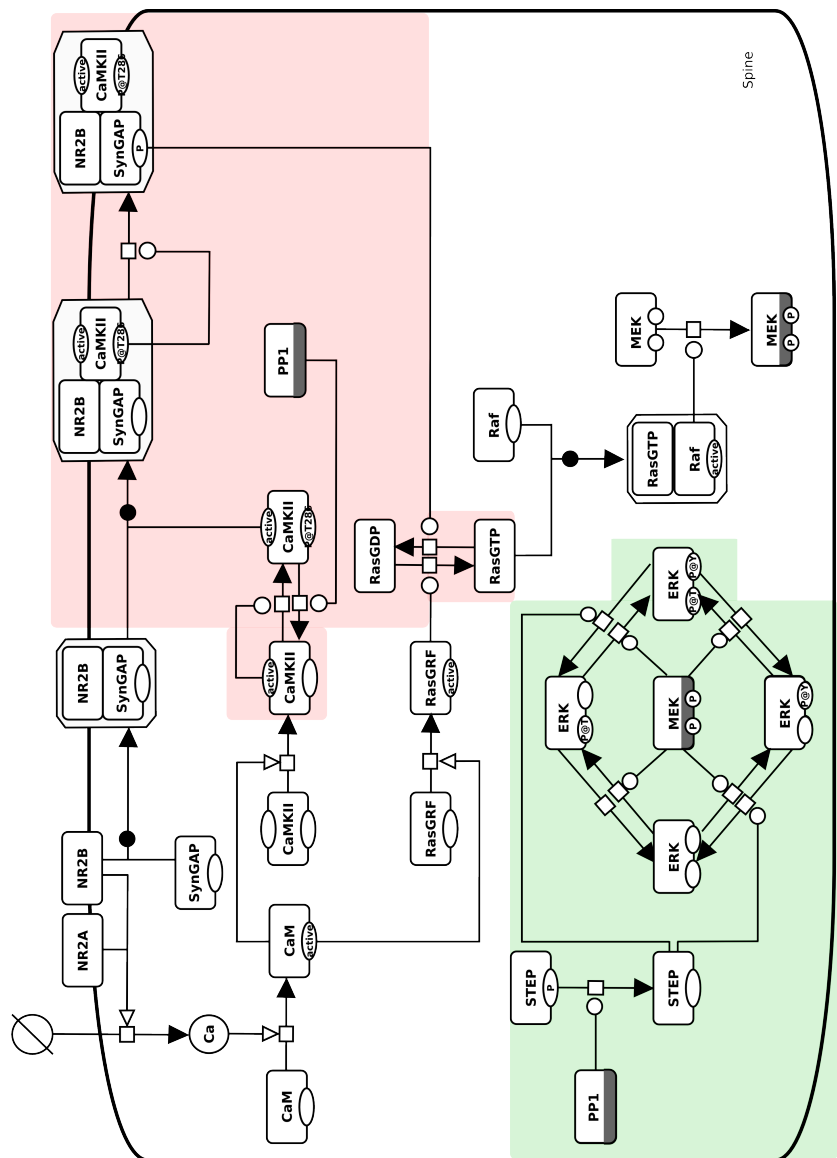 NR2A
NR2B
NR2B
SynGAP
NR2B
SynGAP
active
CaMKII
P@T286
NR2B
SynGAP
P
active
CaMKII
P@T286
SynGAP
Ca
CaM
CaM
active
CaMKII
active
CaMKII
active
CaMKII
P@T286
PP1
RasGRF
RasGRF
active
RasGDP
RasGTP
Raf
RasGTP
Raf
active
MEK
MEK
P P
Spine
STEP
P
PP1
STEP
ERK
P@T
ERK
MEK
P P
ERK
P@T P@Y
ERK
P@Y